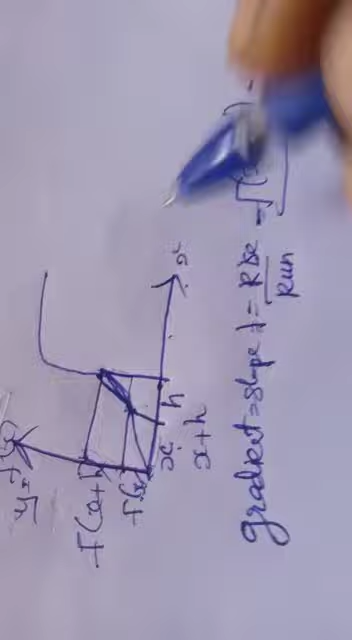 y=f(x)
f(x+h)
f(x)
x
h
x+h
x
gradient=slope)=Rise
Run
=f(